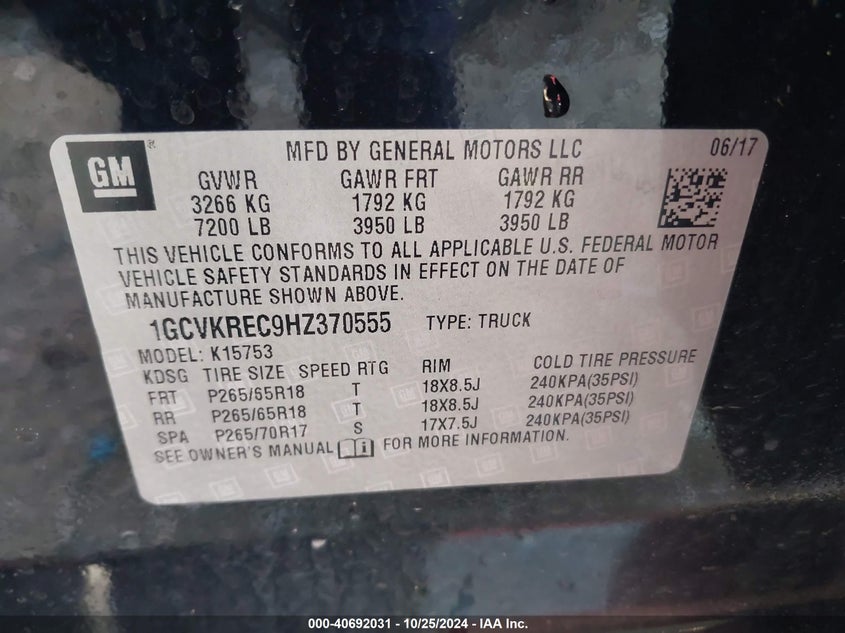 GM
MFD BY GENERAL MOTORS LLC 06/17
GVWR GAWR FRT GAWR RR
3266 KG 1792 KG 1792 KG
7200 LB 3950 LB 3950 LB
THIS VEHICLE CONFORMS TO ALL APPLICABLE U.S. FEDERAL MOTOR
VEHICLE SAFETY STANDARDS IN EFFECT ON THE DATE OF
MANUFACTURE SHOWN ABOVE.
1GCVKREC9HZ370555 TYPE: TRUCK
MODEL: K15753
KDSG TIRE SIZE SPEED RTG RIM COLD TIRE PRESSURE
FRT P265/65R18 T 18X8.5J 240KPA(35PSI)
RR P265/65R18 T 18X8.5J 240KPA(35PSI)
SPA P265/70R17 S 17X7.5J 240KPA(35PSI)
SEE OWNER'S MANUAL FOR MORE INFORMATION.
000-40692031 - 10/25/2024 - IAA Inc.